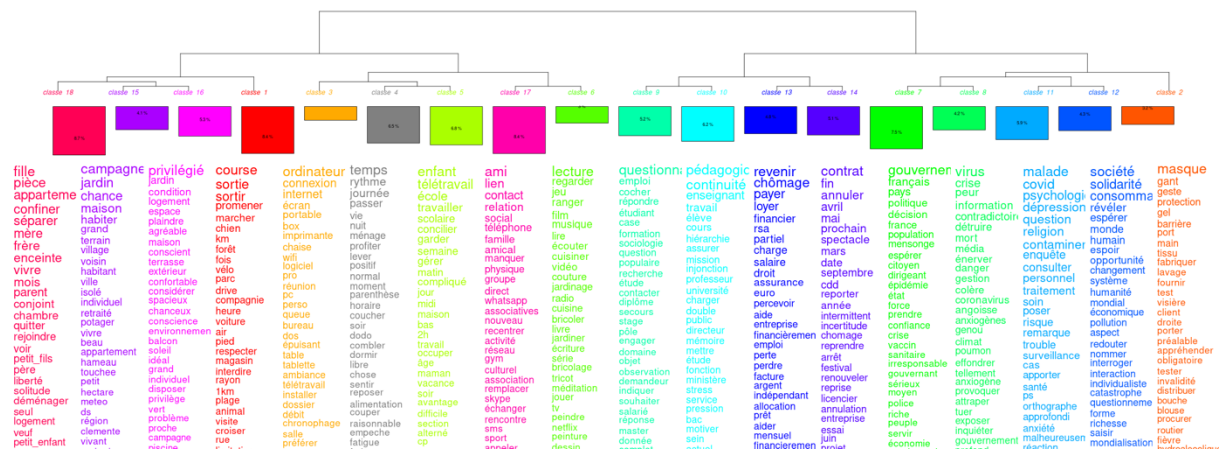 classe 18
classe 15
classe 16
classe 1
classe 3
classe 4
classe 5
classe 17
classe 6
classe 9
classe 10
classe 13
classe 14
classe 7
classe 8
classe 11
classe 12
classe 2
fille
pièce
apparteme
confiner
séparer
mère
frère
enceinte
vivre
mois
parent
conjoint
chambre
quitter
rejoindre
voir
petit_fils
père
liberté
solitude
déménager
seul
logement
veuf
petit_enfant
campagne
jardin
chance
maison
habiter
grand
terrain
village
voisin
habitant
ville
isolé
individuel
retraité
potager
vivre
beau
appartement
hameau
touchee
petit
hectare
meteo
ds
région
clemente
vivant
privilégié
jardin
condition
logement
espace
plaindre
agréable
maison
conscient
terrasse
extérieur
confortable
considérer
spacieux
chanceux
conscience
environnemen
balcon
soleil
idéal
grand
individuel
disposer
privilège
vert
problème
proche
campagne
piscine
course
sortie
sortir
promener
marcher
chien
km
forêt
fois
vélo
parc
drive
compagnie
heure
voiture
air
pied
respecter
magasin
interdire
rayon
1km
plage
animal
visite
croiser
rue
ordinateur
connexion
internet
écran
portable
box
imprimante
chaise
wifi
logiciel
pro
réunion
pc
perso
queue
bureau
dos
épuisant
table
tablette
ambiance
télétravail
installer
dossier
débit
chronophage
salle
préférer
temps
rythme
journée
passer
vie
nuit
ménage
profiter
lever
positif
normal
moment
parenthèse
horaire
coucher
soir
dodo
combler
dormir
libre
chose
sentir
reposer
alimentation
couper
raisonnable
empecher
fatigue
enfant
télétravail
école
travailler
scolaire
concilier
garder
semaine
gérer
matin
compliqué
jour
midi
maison
soir
bas
2h
travail
occuper
âge
maman
vacance
soir
avantage
difficile
section
alterné
cp
ami
lien
contact
relation
social
téléphone
famille
amical
manquer
physique
groupe
direct
whatsapp
associatives
nouveau
recentrer
activité
réseau
gym
culturel
association
remplacer
skype
échanger
rencontre
sms
sport
lecture
regarder
jeu
ranger
film
musique
lire
écouter
cuisiner
vidéo
couture
jardinage
radio
cuisine
bricoler
livre
jardiner
écriture
série
bricolage
tricot
méditation
jouer
tv
peindre
netflix
peinture
dessin
questionn
emploi
cocher
répondre
étudiant
case
formation
sociologie
question
populaire
recherche
étude
contacter
diplôme
secours
stage
pôle
engager
domaine
objet
observation
demandeur
indiquer
souhaiter
salarié
réponse
master
donnée
pédagogic
continuité
enseignant
travail
élève
cours
hiérarchie
assurer
mission
injonction
professeur
université
charger
double
public
directeur
mémoire
mettre
étude
fonction
ministère
stress
service
pression
bac
motiver
sein
revenir
chômage
payer
loyer
financier
rsa
partiel
charge
salaire
droit
assurance
euro
percevoir
aide
entreprise
financièremen
emploi
perte
perdre
facture
argent
indépendant
allocation
prêt
aider
mensuel
financieremen
contrat
fin
annuler
avril
mai
prochain
spectacle
mars
date
septembre
cdd
reporter
année
intermittent
incertitude
chomage
reprendre
arrêt
festival
renouveler
reprise
licencier
annulation
entreprise
essai
juin
projet
gouvernen
français
pays
politique
décision
france
population
mensonge
espérer
citoyen
dirigeant
épidémie
état
force
prendre
confiance
crise
vaccin
sanitaire
irresponsable
gouvernant
sérieux
moyen
police
riche
peuple
servir
économie
virus
crise
peur
information
contradictoir
détruire
mort
média
énerver
danger
gestion
colère
coronavirus
angoisse
anxiogènes
genou
climat
poumon
effondrer
tellement
anxiogène
provoquer
attraper
tuer
exposer
inquiéter
gouvernement
malade
covid
psychologi
dépression
question
religion
contaminer
enquête
consulter
personnel
traitement
soin
poser
risque
remarque
trouble
surveillance
cas
apporter
santé
ps
orthographe
approfondi
anxiété
malheureusen
réaction
société
solidarité
consomma
révéler
espérer
monde
humain
espoir
opportunité
changement
système
humanité
mondial
économique
pollution
aspect
redouter
nommer
interroger
interaction
individualiste
catastrophe
questionneme
forme
richesse
saisir
mondialisation
masque
gant
geste
protection
gel
barrière
port
main
tissu
fabriquer
lavage
fournir
test
visière
client
droite
porter
préalable
appréhender
obligatoire
tester
invalidité
distribuer
bouche
blouse
procurer
routier
fièvre